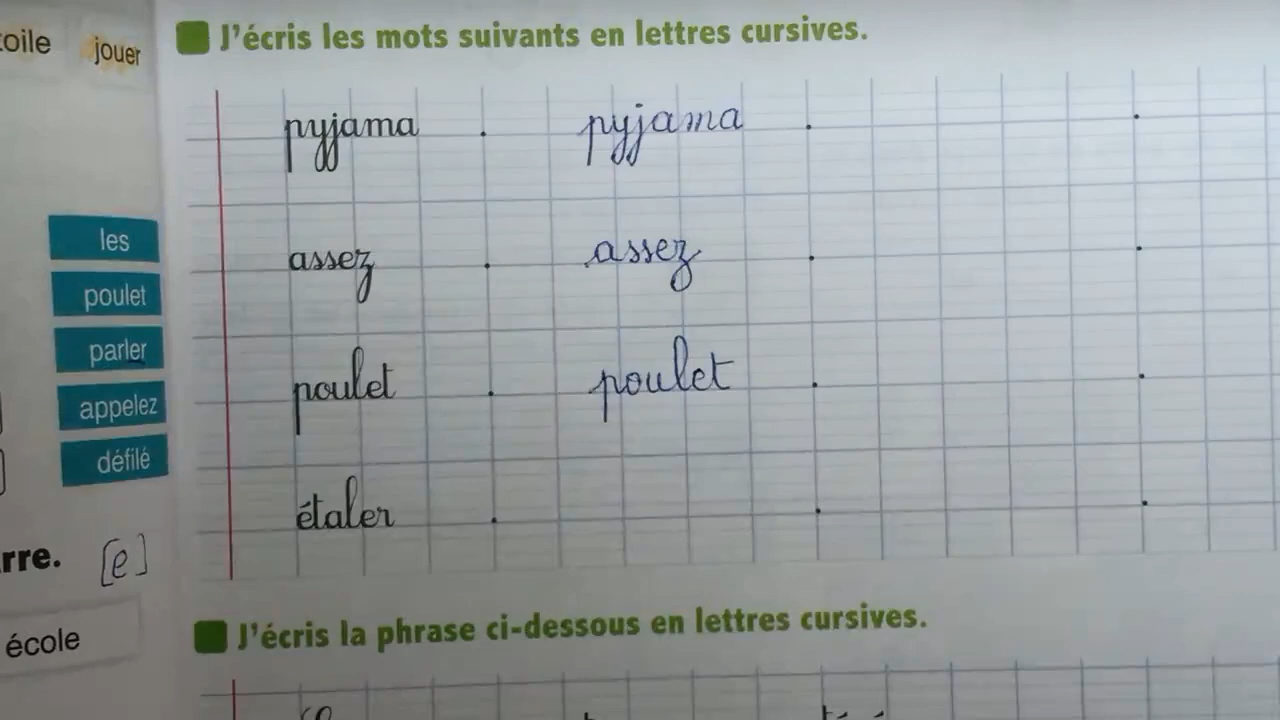 toile jouer
J'écris les mots suivants en lettres cursives.
pyjama . pyjama . .
assez . assez . .
poulet . poulet . .
étaler . . .
les
poulet
parler
appelez
défilé
rre. [e]
école
J'écris la phrase ci-dessous en lettres cursives.